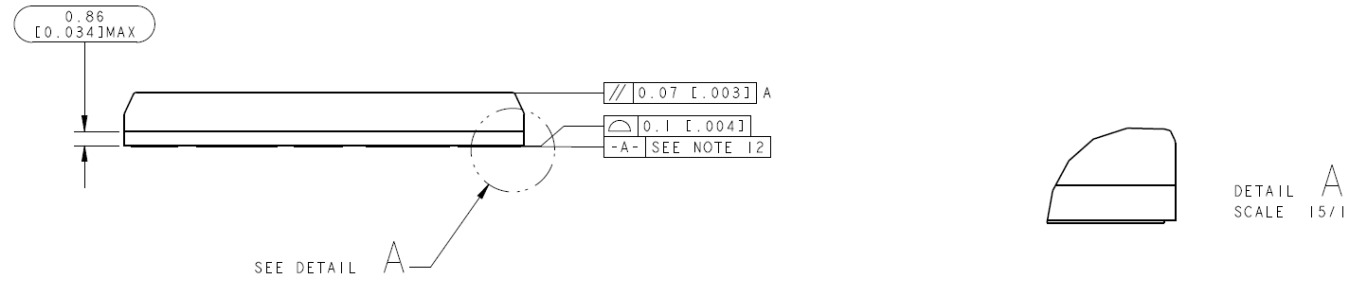 0.86
[0.034]MAX
// 0.07 [.003] A
0.1 [.004]
-A- SEE NOTE 12
SEE DETAIL A
DETAIL A
SCALE 15/1